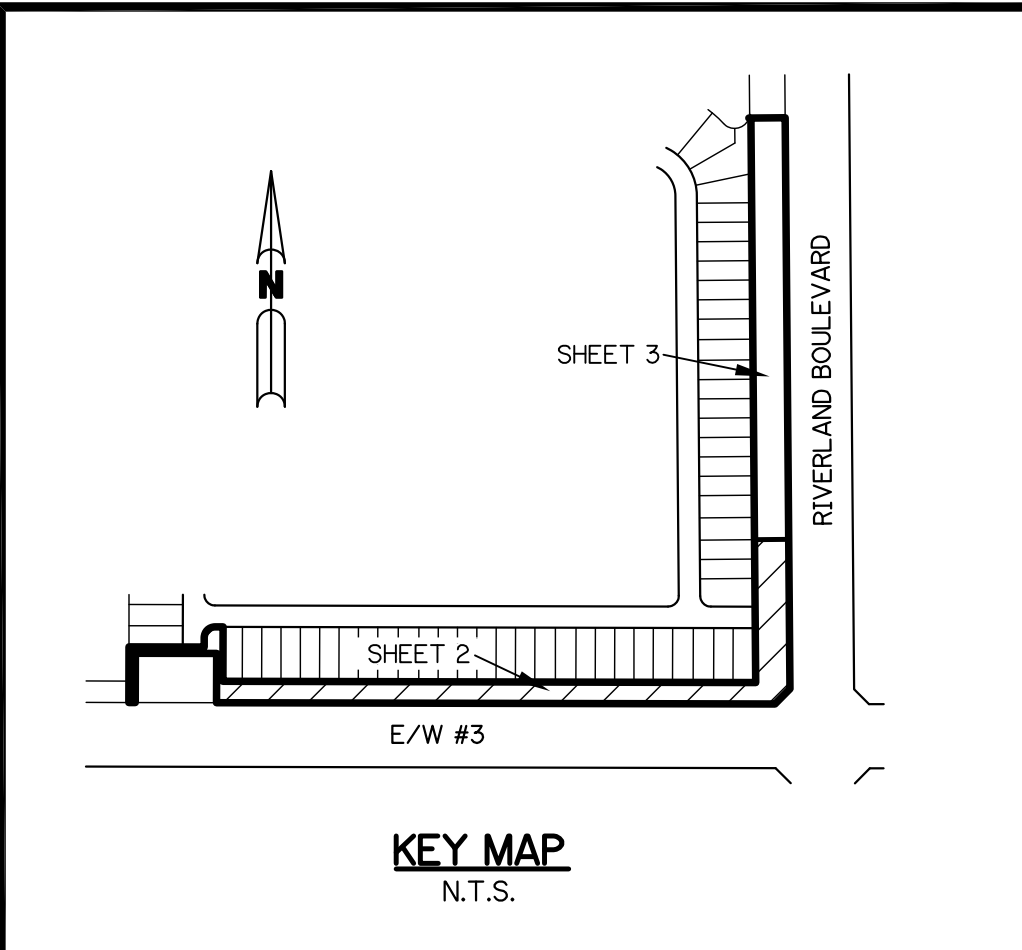 N
SHEET 3
RIVERLAND BOULEVARD
SHEET 2
E/W #3
KEY MAP
N.T.S.